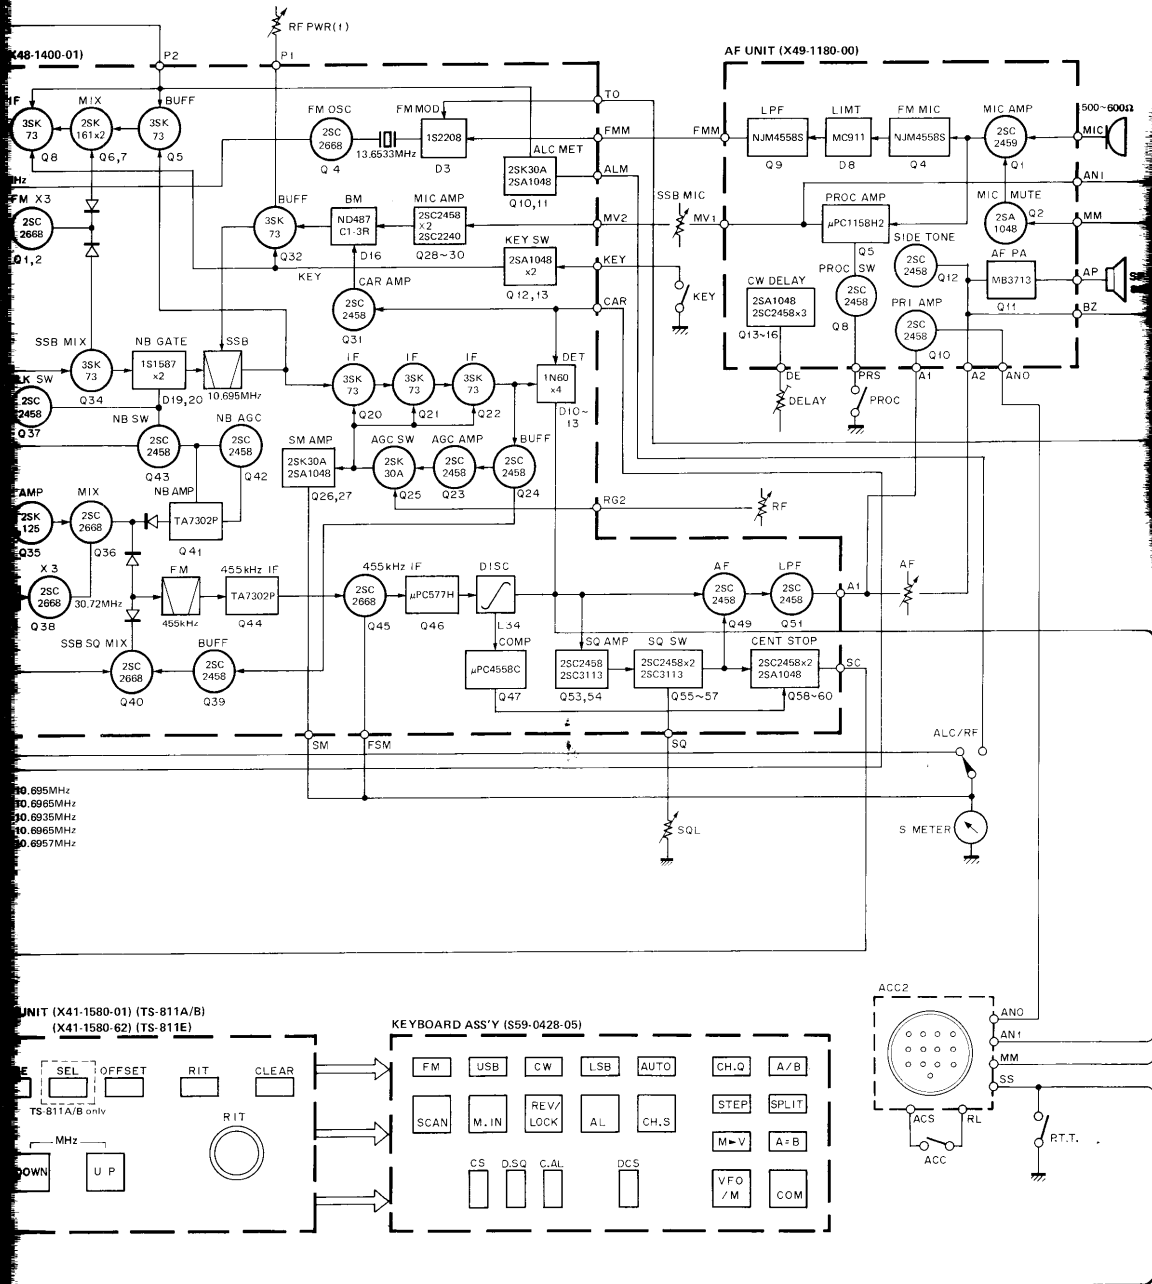 RF PWR(1)
X48-1400-01)
P2
P1
AF UNIT (X49-1180-00)
TO
IF
MIX
BUFF
3SK
73
Q8
2SK
161x2
Q6,7
3SK
73
Q5
FM OSC
2SC
2668
Q4
13.6533MHz
FM MOD
1S2208
D3
FMM
FMM
LPF
NJM4558S
Q9
LIMT
MC911
D8
FM MIC
NJM4558S
Q4
MIC AMP
2SC
2459
Q1
500~600Ω
MIC
ALC MET
2SK30A
2SA1048
Q10,11
ALM
AN1
Hz
FM X3
2SC
2668
Q1,2
BUFF
3SK
73
Q32
BM
ND487
C1-3R
D16
MIC AMP
2SC2458
x2
2SC2240
Q28~30
MV2
SSB MIC
MV1
PROC AMP
μPC1158H2
Q5
MIC MUTE
2SA
1048
Q2
MM
KEY SW
2SA1048
x2
Q12,13
KEY
KEY
KEY
SIDE TONE
2SC
2458
Q12
AF PA
MB3713
Q11
AP
SP
CAR AMP
2SC
2458
Q31
CAR
CW DELAY
2SA1048
2SC2458x3
Q13~16
PROC SW
2SC
2458
Q8
PRI AMP
2SC
2458
Q10
BZ
SSB MIX
3SK
73
Q34
NB GATE
1S1587
x2
D19,20
SSB
10.695MHz
IF
3SK
73
Q20
IF
3SK
73
Q21
IF
3SK
73
Q22
DET
1N60
x4
D10~
13
DE
DELAY
PRS
PROC
A1
A2
ANO
LK SW
2SC
2458
Q37
NB SW
2SC
2458
Q43
NB AGC
2SC
2458
Q42
SM AMP
2SK30A
2SA1048
Q26,27
AGC SW
2SK
30A
Q25
AGC AMP
2SC
2458
Q23
BUFF
2SC
2458
Q24
RG2
RF
AMP
2SK
125
Q35
MIX
2SC
2668
Q36
NB AMP
TA7302P
Q41
X3
2SC
2668
Q38
30.72MHz
FM
455kHz
455kHz IF
TA7302P
Q44
455kHz IF
2SC
2668
Q45
μPC577H
Q46
DISC
L34
AF
2SC
2458
Q49
LPF
2SC
2458
Q51
A1
AF
SSB SQ MIX
2SC
2668
Q40
BUFF
2SC
2458
Q39
COMP
μPC4558C
Q47
SQ AMP
2SC2458
2SC3113
Q53,54
SQ SW
2SC2458x2
2SC3113
Q55~57
CENT STOP
2SC2458x2
2SA1048
Q58~60
SC
SM
FSM
SQ
ALC/RF
10.695MHz
10.6965MHz
10.6935MHz
10.6965MHz
10.6957MHz
SQL
S METER
UNIT (X41-1580-01) (TS-811A/B)
(X41-1580-62) (TS-811E)
KEYBOARD ASS'Y (S59-0428-05)
ACC2
ANO
AN1
MM
SS
ACS
RL
ACC
P.T.T.
E
SEL
OFFSET
RIT
CLEAR
TS-811A/B only
MHz
DOWN
UP
RIT
FM
USB
CW
LSB
AUTO
CH.Q
A/B
SCAN
M.IN
REV/
LOCK
AL
CH.S
STEP
SPLIT
M►V
A=B
CS
D.SQ
C.AL
DCS
VFO
/M
COM